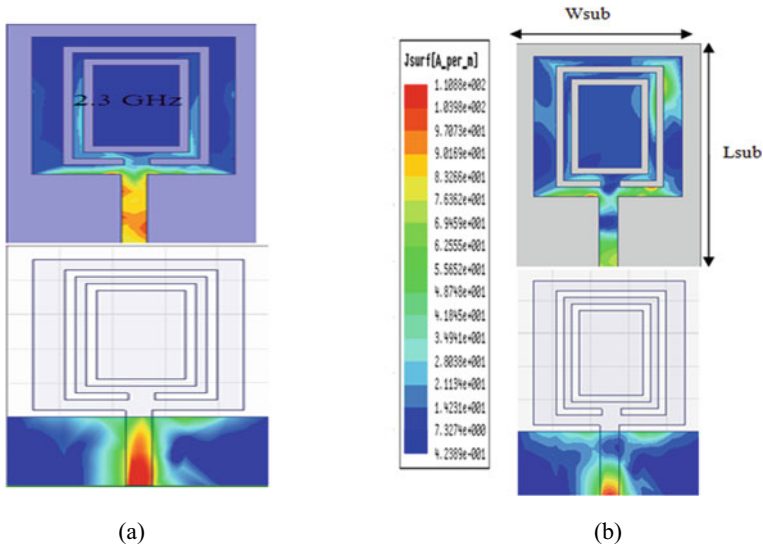 2.3 GHz
Jsurf[A_per_m]
1.1088e+002
1.0398e+002
9.7073e+001
9.0169e+001
8.3266e+001
7.6362e+001
6.9459e+001
6.2555e+001
5.5652e+001
4.8748e+001
4.1845e+001
3.4941e+001
2.8038e+001
2.1134e+001
1.4231e+001
7.3274e+000
4.2389e-001
Wsub
Lsub
(a)
(b)